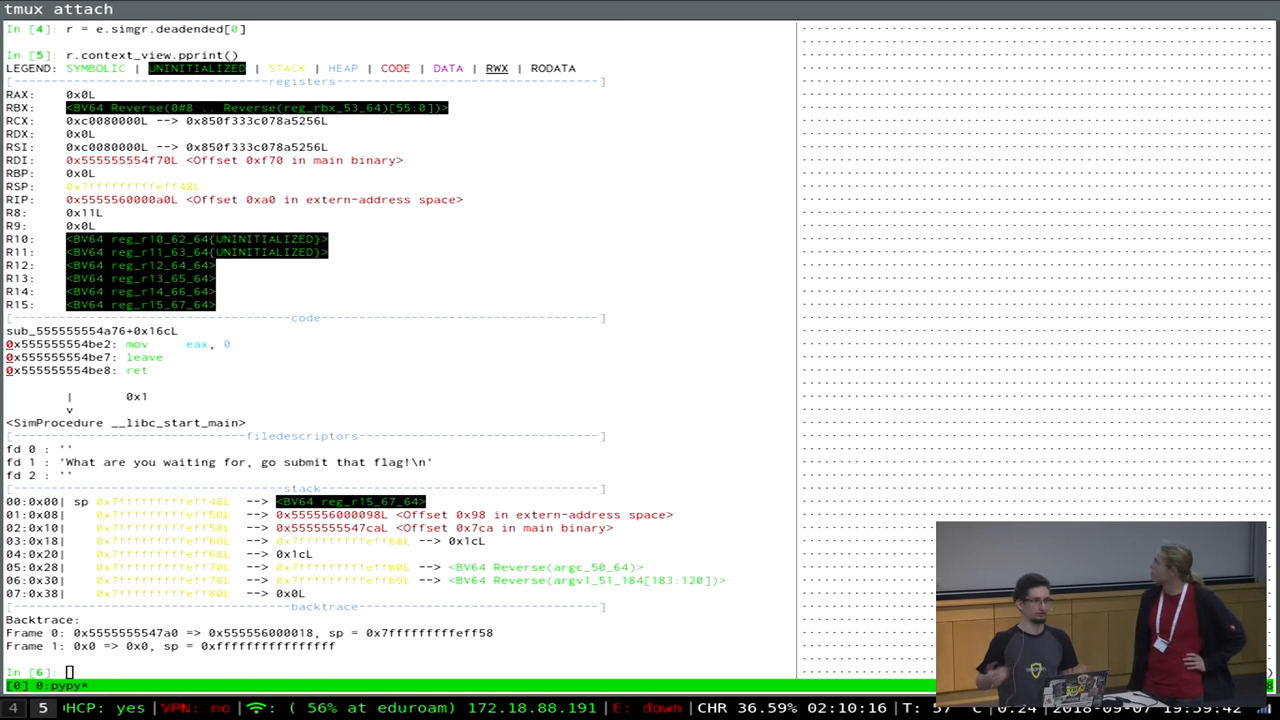 tmux attach
In [4]: r = e.simgr.deadended[0]
In [5]: r.context_view.pprint()
LEGEND: SYMBOLIC | UNINITIALIZED | STACK | HEAP | CODE | DATA | RWX | RODATA
[----------------------------------registers----------------------------------]
RAX: 0x0L
RBX: <BV64 Reverse(0#8 .. Reverse(reg_rbx_53_64)[55:0])>
RCX: 0xc0080000L --> 0x850f333c078a5256L
RDX: 0x0L
RSI: 0xc0080000L --> 0x850f333c078a5256L
RDI: 0x555555554f70L <Offset 0xf70 in main binary>
RBP: 0x0L
RSP: 0x7fffffffffeff48L
RIP: 0x5555560000a0L <Offset 0xa0 in extern-address space>
R8: 0x11L
R9: 0x0L
R10: <BV64 reg_r10_62_64{UNINITIALIZED}>
R11: <BV64 reg_r11_63_64{UNINITIALIZED}>
R12: <BV64 reg_r12_64_64>
R13: <BV64 reg_r13_65_64>
R14: <BV64 reg_r14_66_64>
R15: <BV64 reg_r15_67_64>
[------------------------------------code-------------------------------------]
sub_555555554a76+0x16cL
0x555555554be2: mov eax, 0
0x555555554be7: leave
0x555555554be8: ret
| 0x1
v
<SimProcedure __libc_start_main>
[-------------------------------filedescriptors-------------------------------]
fd 0 : ''
fd 1 : 'What are you waiting for, go submit that flag!\n'
fd 2 : ''
[------------------------------------stack------------------------------------]
00:0x00| sp 0x7fffffffffeff48L --> <BV64 reg_r15_67_64>
01:0x08| 0x7fffffffffeff50L --> 0x555556000098L <Offset 0x98 in extern-address space>
02:0x10| 0x7fffffffffeff58L --> 0x5555555547caL <Offset 0x7ca in main binary>
03:0x18| 0x7fffffffffeff60L --> 0x7fffffffffeff68L --> 0x1cL
04:0x20| 0x7fffffffffeff68L --> 0x1cL
05:0x28| 0x7fffffffffeff70L --> 0x7fffffffffeffb0L --> <BV64 Reverse(argc_50_64)>
06:0x30| 0x7fffffffffeff78L --> 0x7fffffffffeffb9L --> <BV64 Reverse(argv1_51_184[183:120])>
07:0x38| 0x7fffffffffeff80L --> 0x0L
[----------------------------------backtrace----------------------------------]
Backtrace:
Frame 0: 0x5555555547a0 => 0x555556000018, sp = 0x7fffffffffeff58
Frame 1: 0x0 => 0x0, sp = 0xffffffffffffffff
In [6]:
[0] 0:pypy*
4 5 HCP: yes | VPN: no | : ( 56% at eduroam) 172.18.88.191 | E: down | CHR 36.59% 02:10:16 | T: 57 C | 0.24 | 2018-09-07 19:59:42